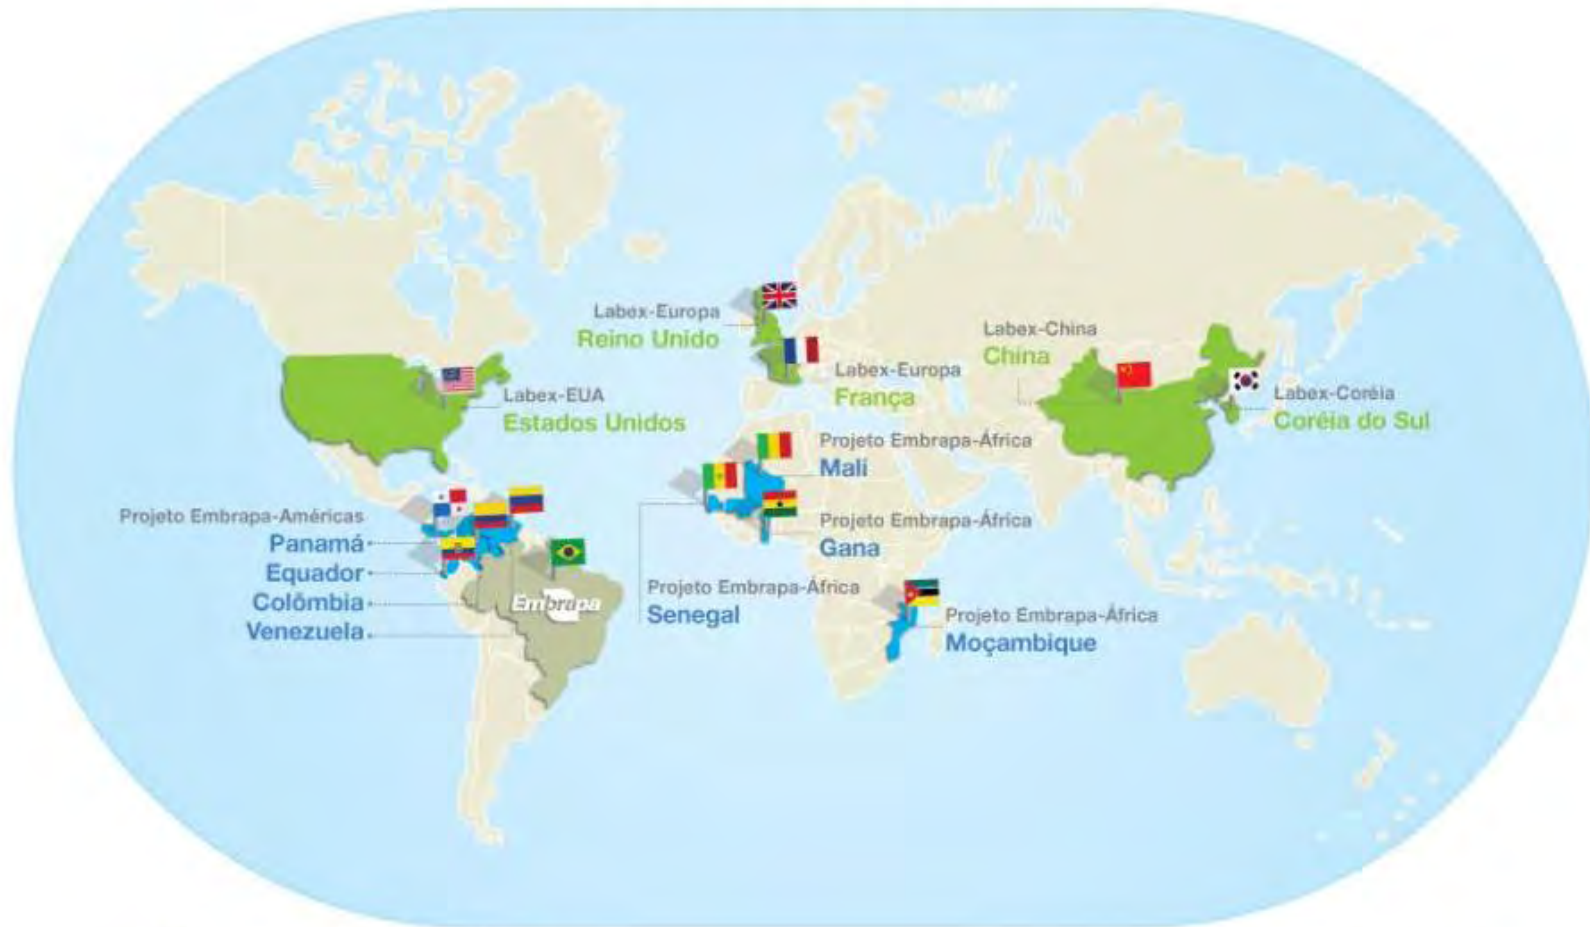 Labex-Europa
Reino Unido
Labex-Europa
França
Labex-China
China
Labex-EUA
Estados Unidos
Labex-Coréia
Coréia do Sul
Projeto Embrapa-África
Mali
Projeto Embrapa-Américas
Panamá
Equador
Colômbia
Venezuela
Projeto Embrapa-África
Gana
Embrapa
Projeto Embrapa-África
Senegal
Projeto Embrapa-África
Moçambique